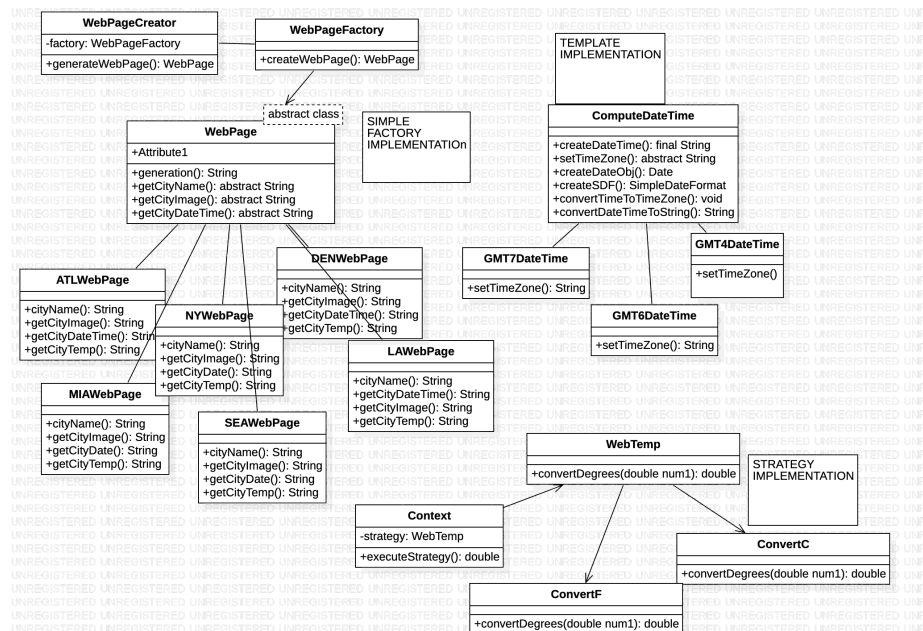 WebPageCreator
-factory: WebPageFactory
+generateWebPage(): WebPage
WebPageFactory
+createWebPage(): WebPage
abstract class
WebPage
+Attribute1
+generation(): String
+getCityName(): abstract String
+getCityImage(): abstract String
+getCityDateTime(): abstract String
SIMPLE
FACTORY
IMPLEMENTATIOn
TEMPLATE
IMPLEMENTATION
ComputeDateTime
+createDateTime(): final String
+setTimeZone(): abstract String
+createDateObj(): Date
+createSDF(): SimpleDateFormat
+convertTimeToTimeZone(): void
+convertDateTimeToString(): String
GMT7DateTime
+setTimeZone(): String
GMT4DateTime
+setTimeZone()
GMT6DateTime
+setTimeZone(): String
ATLWebPage
+cityName(): String
+getCityImage(): String
+getCityDateTime(): Strin
+getCityTemp(): String
NYWebPage
+cityName(): String
+getCityImage(): String
+getCityDate(): String
+getCityTemp(): String
DENWebPage
+cityName(): String
+getCityImage(): String
+getCityDateTime(): String
+getCityTemp(): String
LAWebPage
+cityName(): String
+getCityDateTime(): String
+getCityImage(): String
+getCityTemp(): String
MIAWebPage
+cityName(): String
+getCityImage(): String
+getCityDate(): String
+getCityTemp(): String
SEAWebPage
+cityName(): String
+getCityImage(): String
+getCityDate(): String
+getCityTemp(): String
WebTemp
+convertDegrees(double num1): double
STRATEGY
IMPLEMENTATION
Context
-strategy: WebTemp
+executeStrategy(): double
ConvertC
+convertDegrees(double num1): double
ConvertF
+convertDegrees(double num1): double